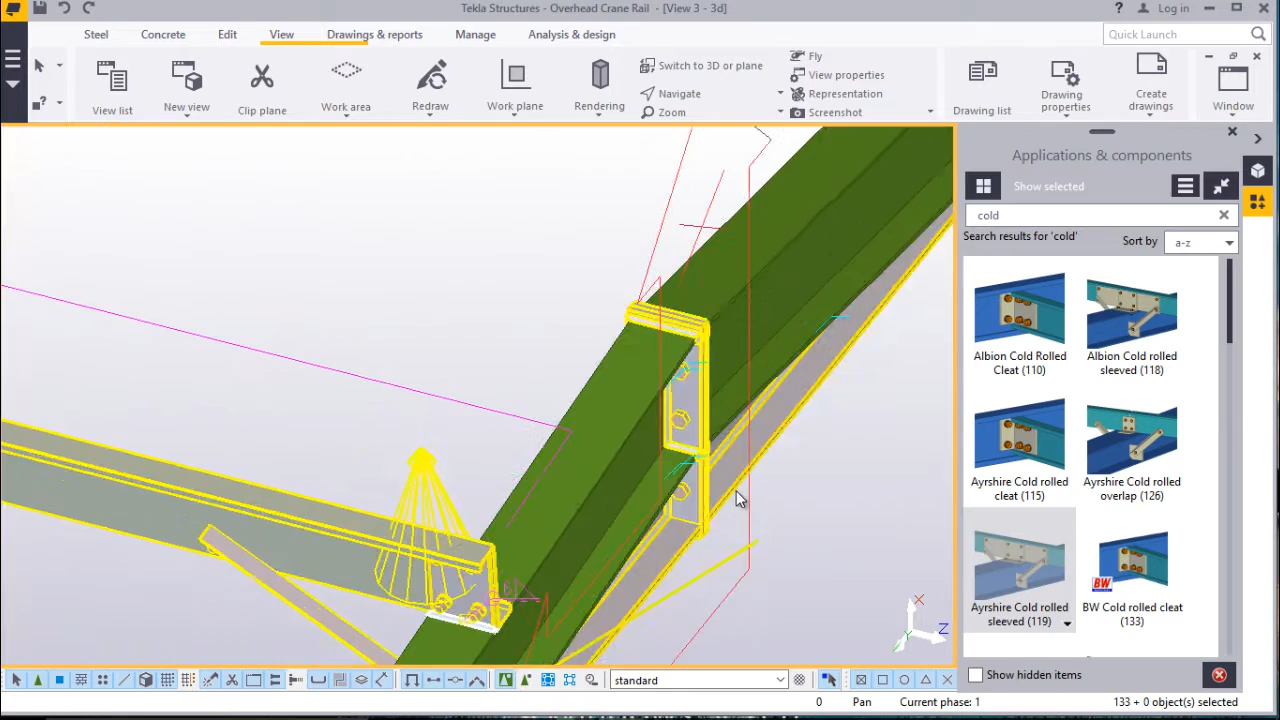 Tekla Structures - Overhead Crane Rail - [View 3 - 3d]
? Log in
Steel Concrete Edit View Drawings & reports Manage Analysis & design
Quick Launch
View list
New view
Clip plane
Work area
Redraw
Work plane
Rendering
Switch to 3D or plane
Navigate
Zoom
Fly
View properties
Representation
Screenshot
Drawing list
Drawing properties
Create drawings
Window
Applications & components
Show selected
cold
Search results for 'cold'
Sort by
a-z
Albion Cold Rolled Cleat (110)
Albion Cold rolled sleeved (118)
Ayrshire Cold rolled cleat (115)
Ayrshire Cold rolled overlap (126)
Ayrshire Cold rolled sleeved (119)
BW
BW Cold rolled cleat (133)
X
Z
Y
Show hidden items
standard
0 Pan Current phase: 1 133 + 0 object(s) selected